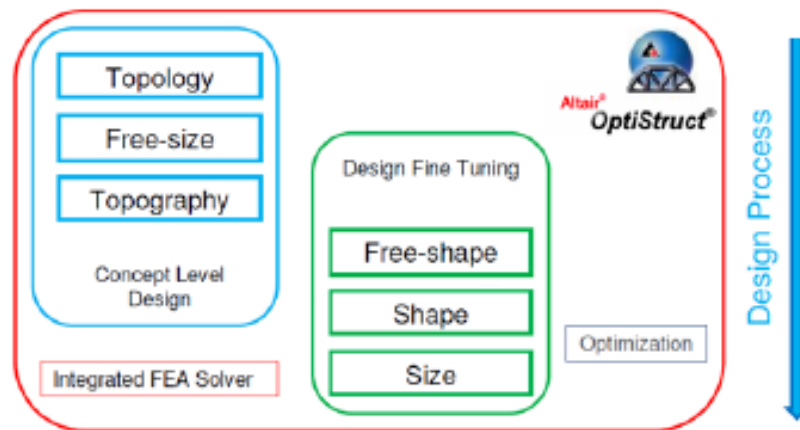 Topology
Free-size
Topography
Concept Level
Design
Integrated FEA Solver
Design Fine Tuning
Free-shape
Shape
Size
Altair®
OptiStruct®
Optimization
Design Process